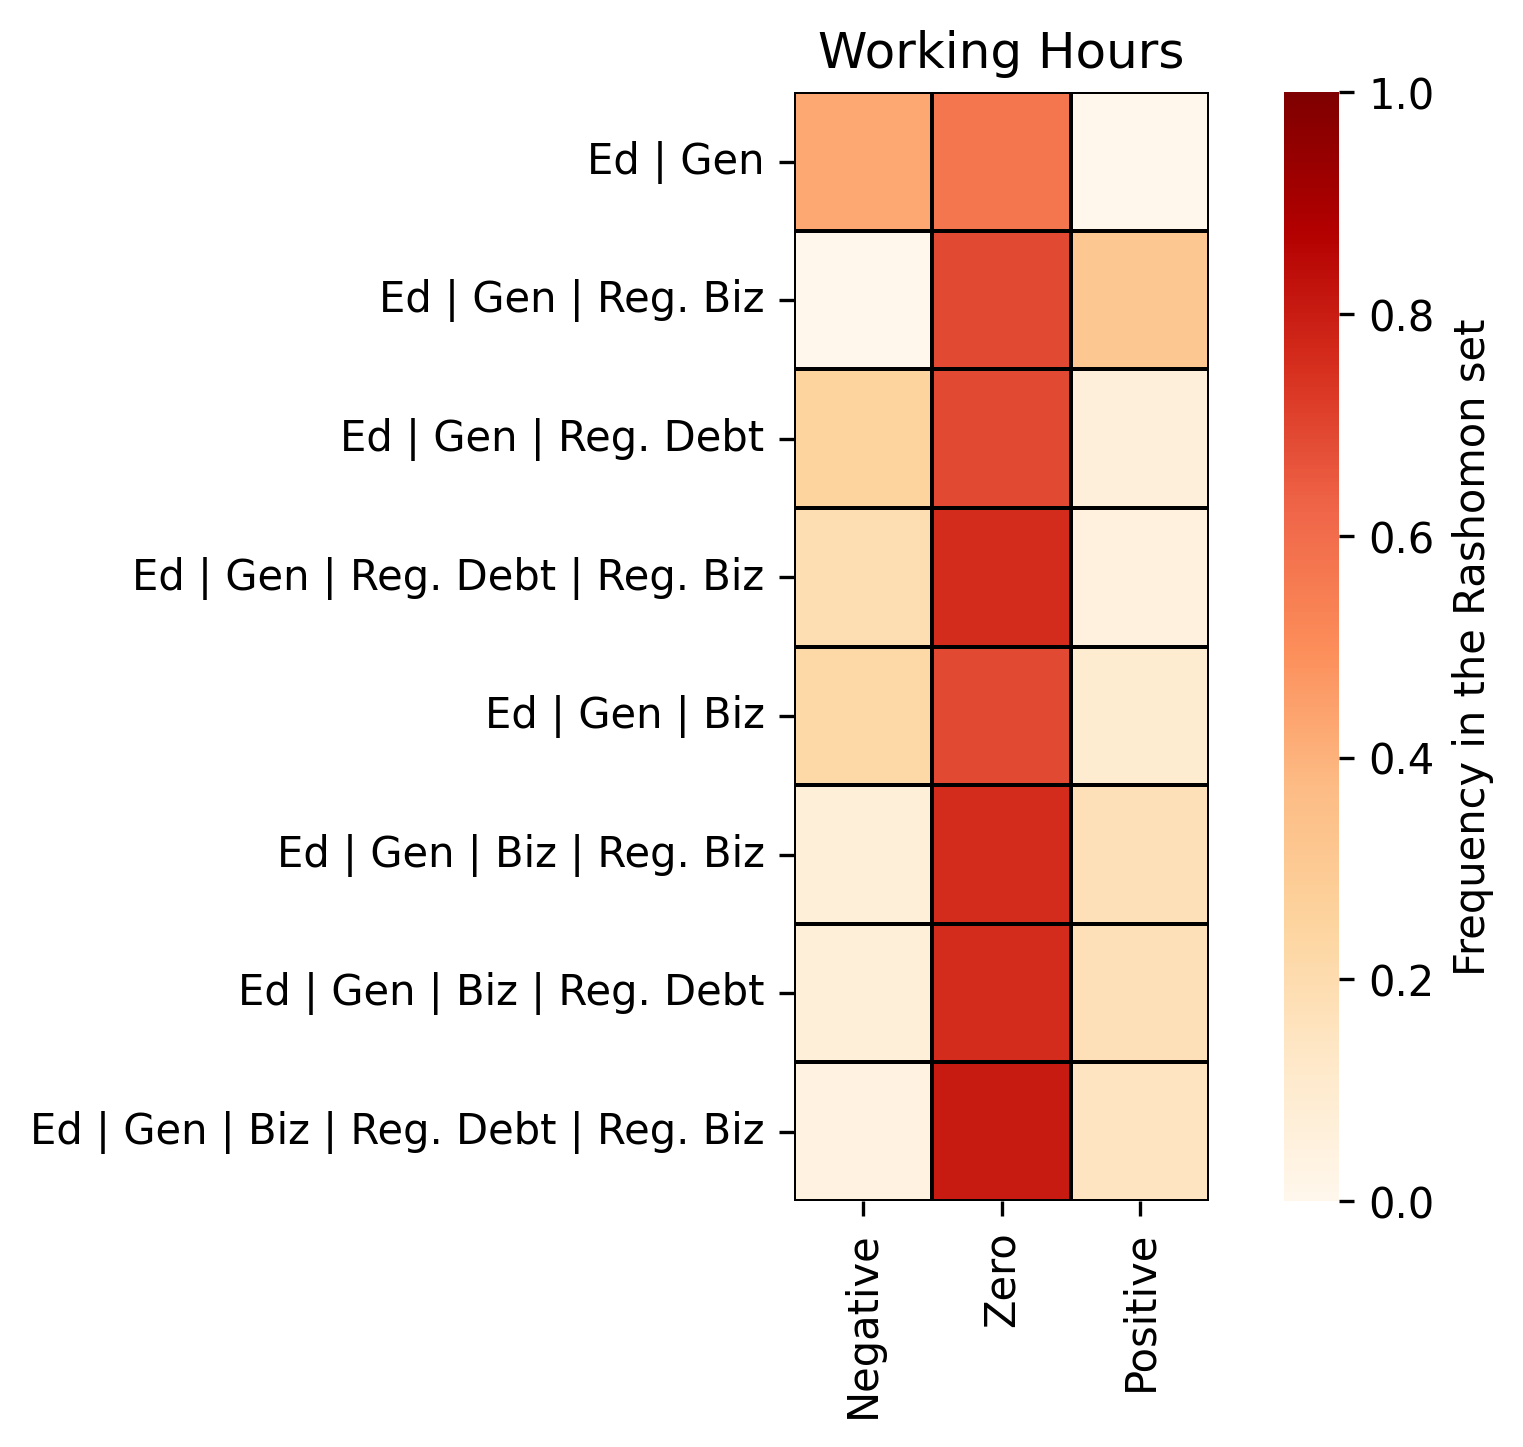 Working Hours
Ed | Gen
Ed | Gen | Reg. Biz
Ed | Gen | Reg. Debt
Ed | Gen | Reg. Debt | Reg. Biz
Ed | Gen | Biz
Ed | Gen | Biz | Reg. Biz
Ed | Gen | Biz | Reg. Debt
Ed | Gen | Biz | Reg. Debt | Reg. Biz
Negative
Zero
Positive
1.0
0.8
0.6
0.4
0.2
0.0
Frequency in the Rashomon set